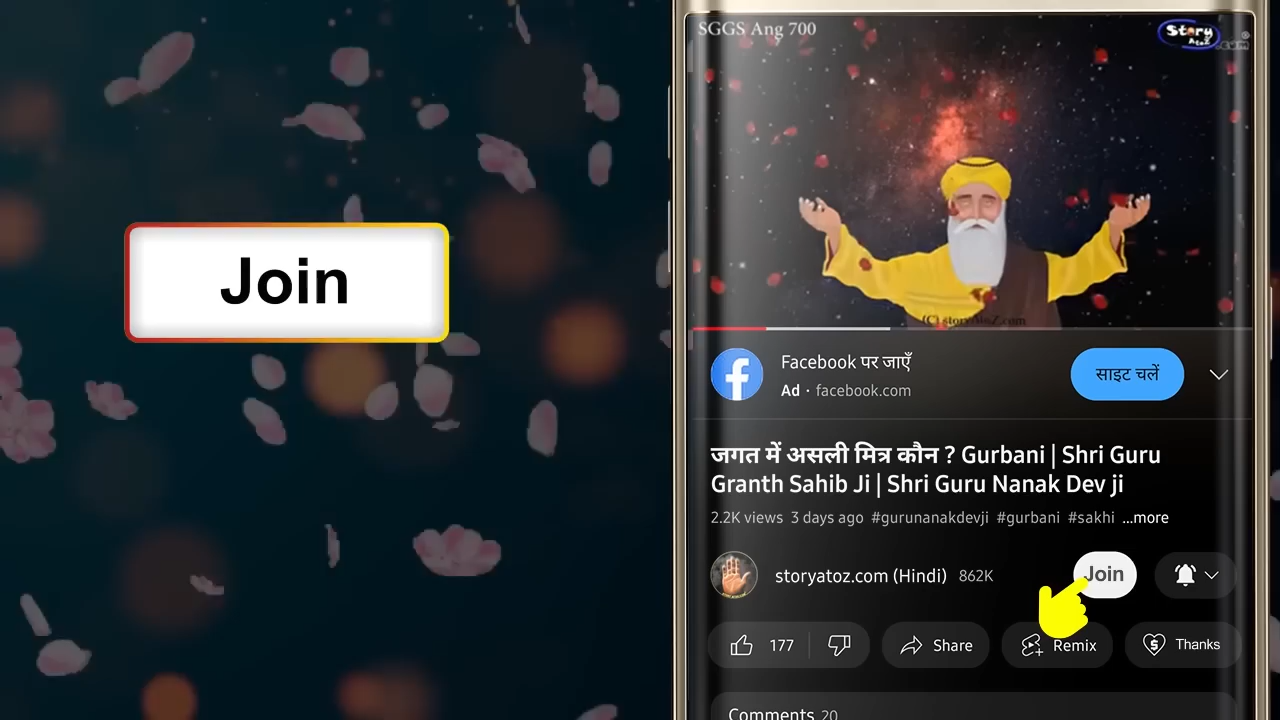 Join
SGGS Ang 700
Story
AtoZ
.com
(C) storyAtoZ.com
Facebook पर जाएँ
Ad · facebook.com
साइट चलें
जगत में असली मित्र कौन ? Gurbani | Shri Guru
Granth Sahib Ji | Shri Guru Nanak Dev ji
2.2K views 3 days ago #gurunanakdevji #gurbani #sakhi ...more
storyatoz.com (Hindi) 862K
Join
177
Share
Remix
Thanks
Comments 20